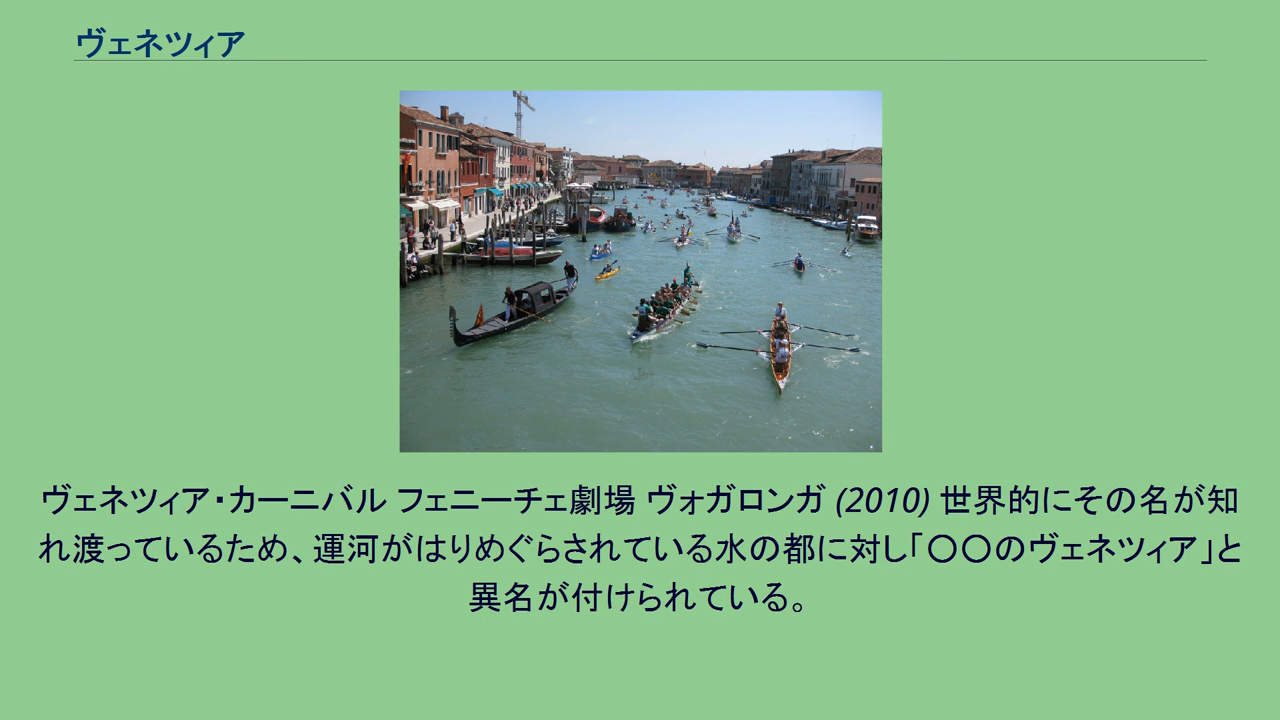 ヴェネツィア
ヴェネツィア・カーニバル フェニーチェ劇場 ヴォガロンガ (2010) 世界的にその名が知
れ渡っているため、運河がはりめぐらされている水の都に対し「〇〇のヴェネツィア」と
異名が付けられている。